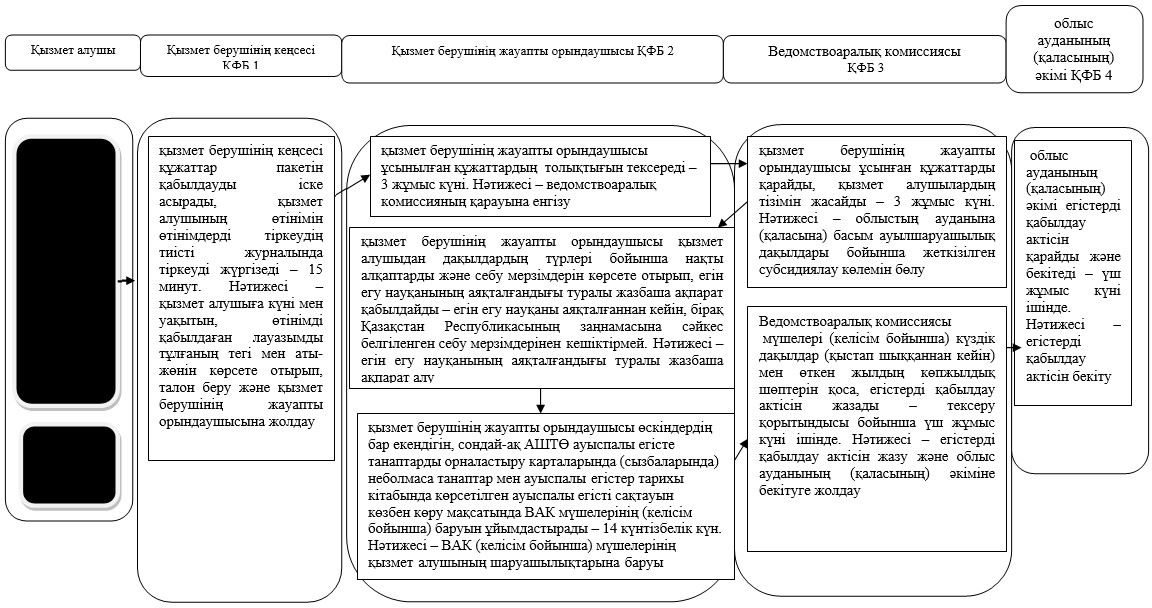 Қызмет алушы
Қызмет берушінің кеңсесі
ҚФБ 1
Қызмет берушінің жауапты орындаушысы ҚФБ 2
Ведомствоаралық комиссиясы
ҚФБ 3
облыс
ауданының
(қаласының)
әкімі ҚФБ 4
қызмет берушінің кеңсесі
құжаттар пакетін
қабылдауды іске
асырады, қызмет
алушының өтінімін
өтінімдерді тіркеудің
тиісті журналында
тіркеуді жүргізеді – 15
минут. Нәтижесі –
қызмет алушыға күні мен
уақытын, өтінімді
қабылдаған лауазымды
тұлғаның тегі мен аты-
жөнін көрсете отырып,
талон беру және қызмет
берушінің жауапты
орындаушысына жолдау
қызмет берушінің жауапты орындаушысы
ұсынылған құжаттардың толықтығын тексереді –
3 жұмыс күні. Нәтижесі – ведомствоаралық
комиссияның қарауына енгізу
қызмет берушінің жауапты орындаушысы қызмет
алушыдан дақылдардың түрлері бойынша нақты
алқаптарды және себу мерзімдерін көрсете отырып, егін
егу науқанының аяқталғандығы туралы жазбаша ақпарат
қабылдайды – егін егу науқаны аяқталғаннан кейін, бірақ
Қазақстан Республикасының заңнамасына сәйкес
белгіленген себу мерзімдерінен кешіктірмей. Нәтижесі –
егін егу науқанының аяқталғандығы туралы жазбаша
ақпарат алу
қызмет берушінің жауапты орындаушысы өскіндердің
бар екендігін, сондай-ақ АШТӨ ауыспалы егісте
танаптарды орналастыру карталарында (сызбаларында)
неболмаса танаптар мен ауыспалы егістер тарихы
кітабында көрсетілген ауыспалы егісті сақтауын
көзбен көру мақсатында ВАК мүшелерінің (келісім
бойынша) баруын ұйымдастырады – 14 күнтізбелік күн.
Нәтижесі – ВАК (келісім бойынша) мүшелерінің
қызмет алушының шаруашылықтарына баруы
қызмет берушінің жауапты
орындаушысы ұсынған құжаттарды
қарайды, қызмет алушылардың
тізімін жасайды – 3 жұмыс күні.
Нәтижесі – облыстың ауданына
(қаласына) басым ауылшаруашылық
дақылдары бойынша жеткізілген
субсидиялау көлемін бөлу
Ведомствоаралық комиссиясы
мүшелері (келісім бойынша) күздік
дақылдар (қыстап шыққаннан кейін)
мен өткен жылдың көпжылдық
шөптерін қоса, егістерді қабылдау
актісін жазады – тексеру
қорытындысы бойынша үш жұмыс
күні ішінде. Нәтижесі – егістерді
қабылдау актісін жазу және облыс
ауданының (қаласының) әкіміне
бекітуге жолдау
облыс
ауданының
(қаласының)
әкімі егістерді
қабылдау
актісін
қарайды және
бекітеді – үш
жұмыс күні
ішінде.
Нәтижесі –
егістерді
қабылдау
актісін бекіту